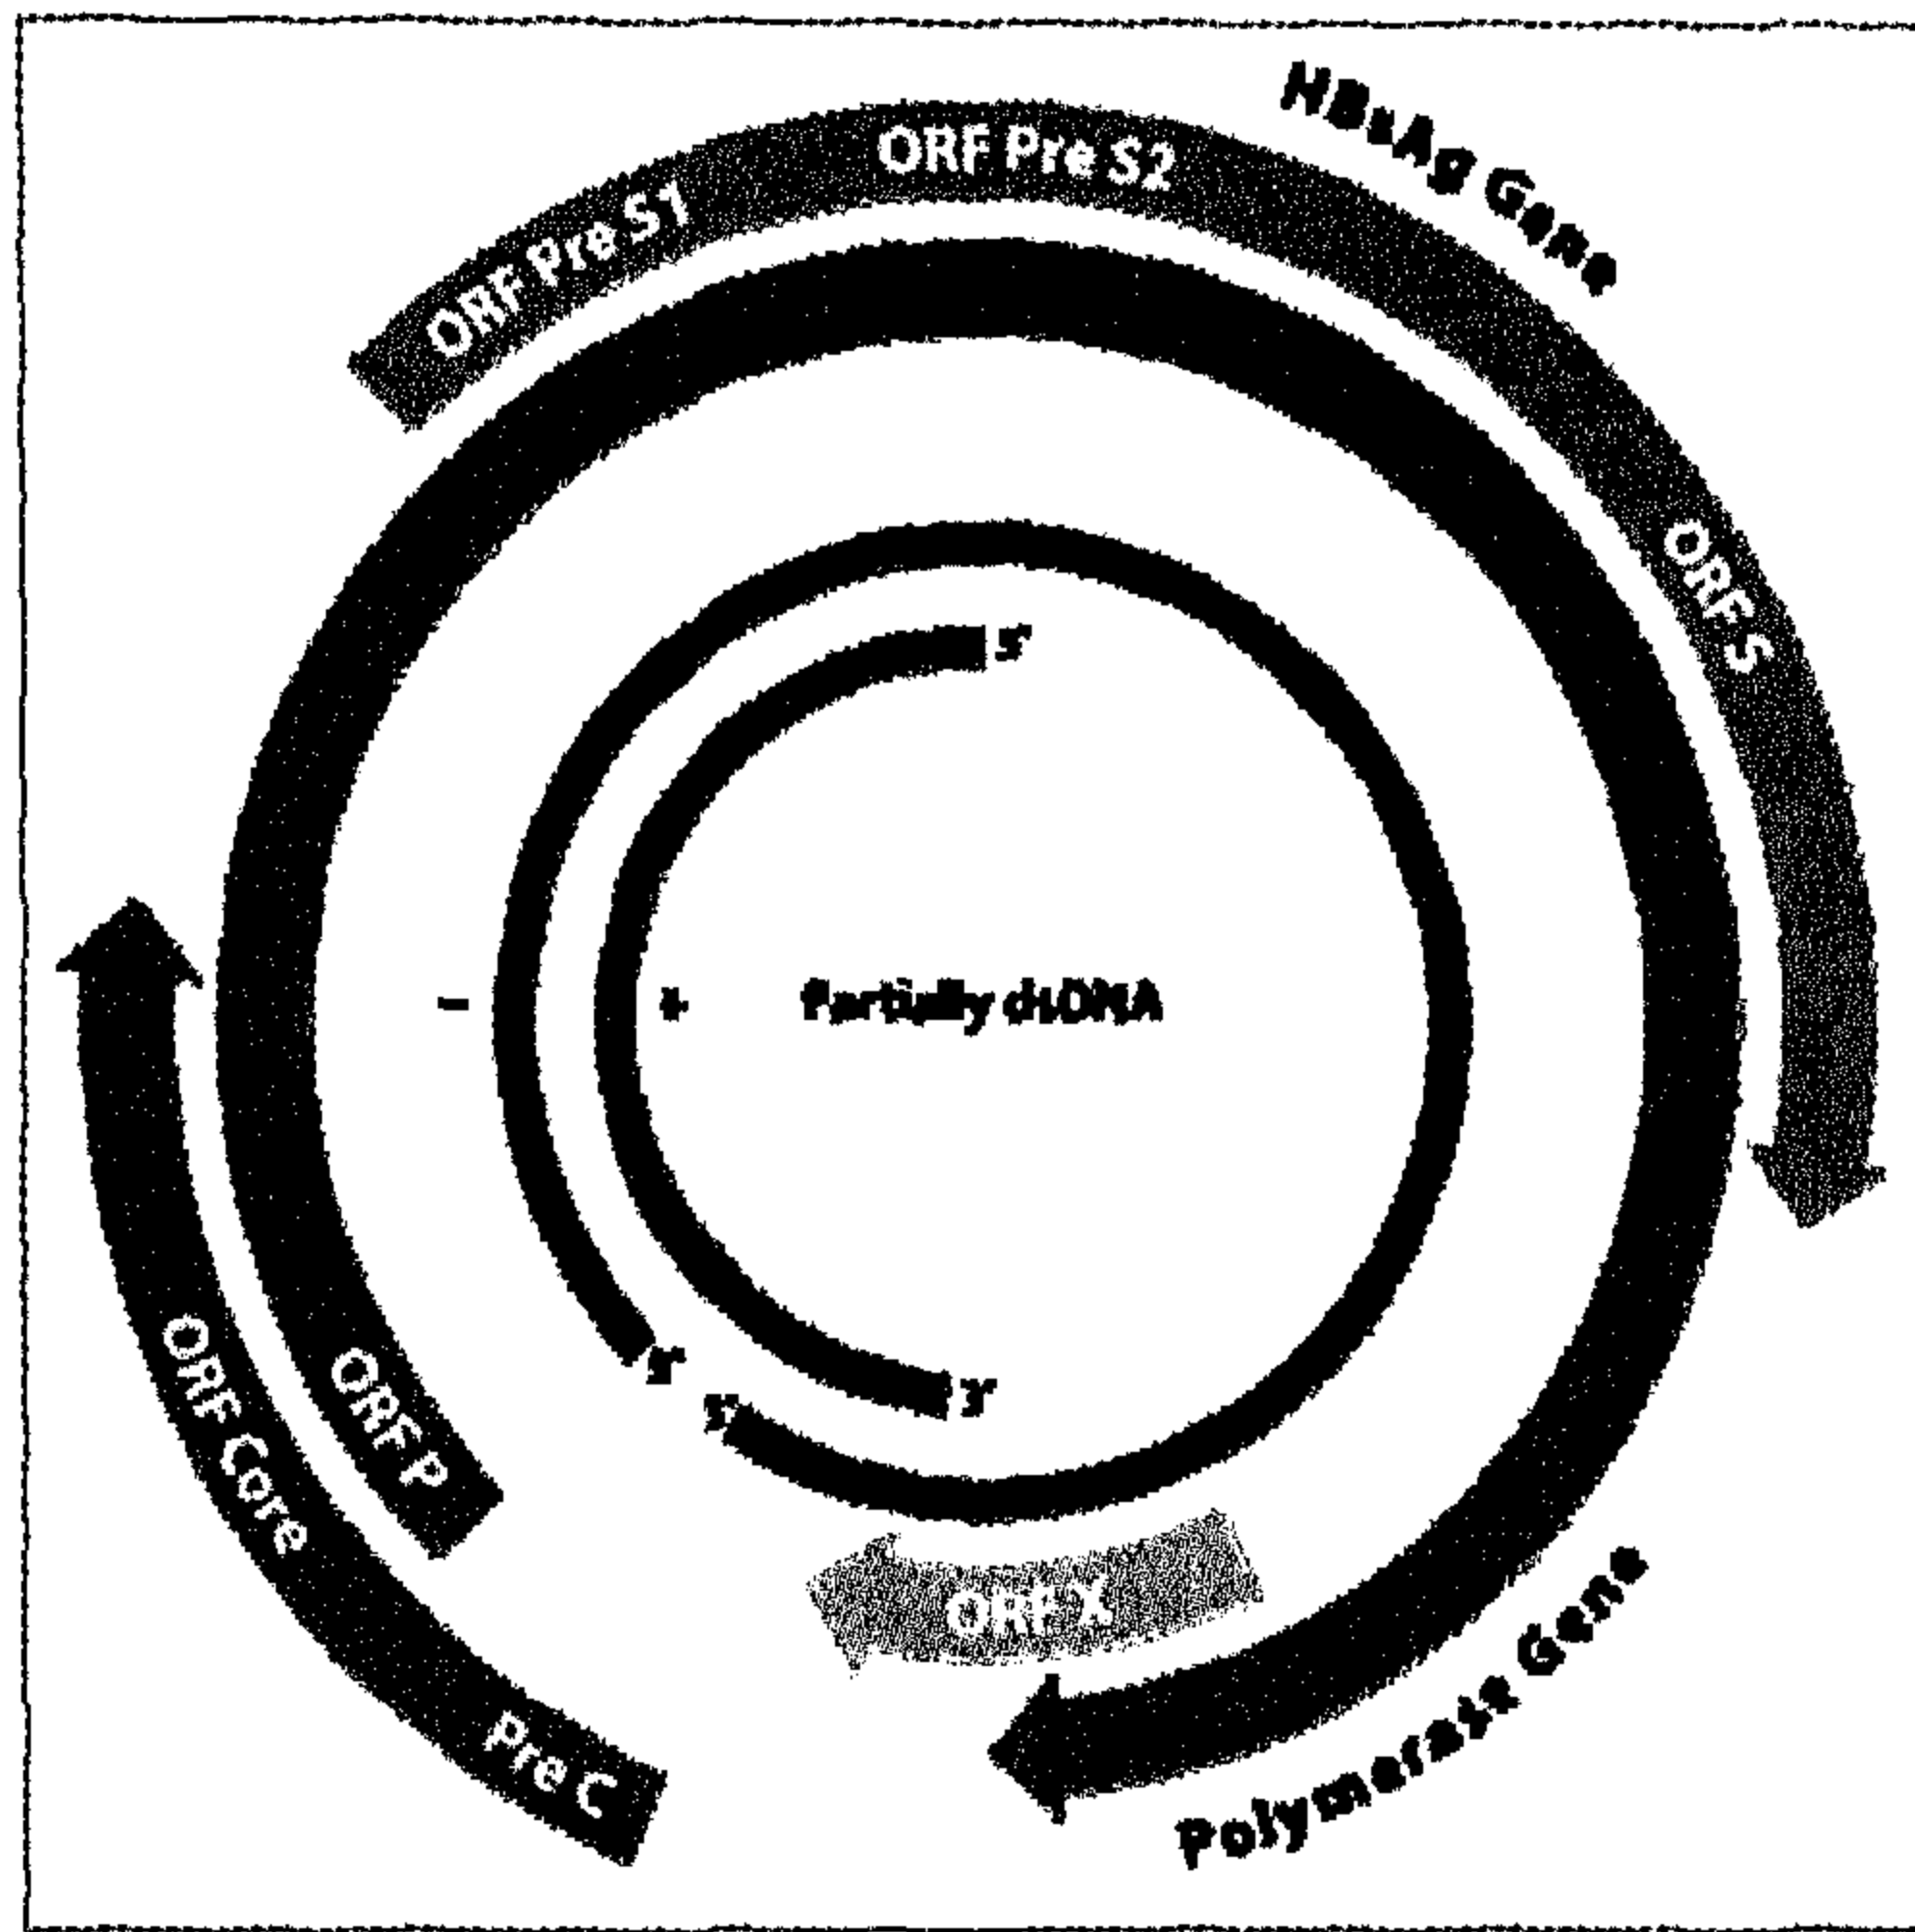 HBsAg Gene
ORF Pre S2
ORF Pre S1
ORF S
5'
-
+
Partially dsDNA
3'
5'
3'
ORF Core
ORF P
ORF X
Pre C
Polymerase Gene